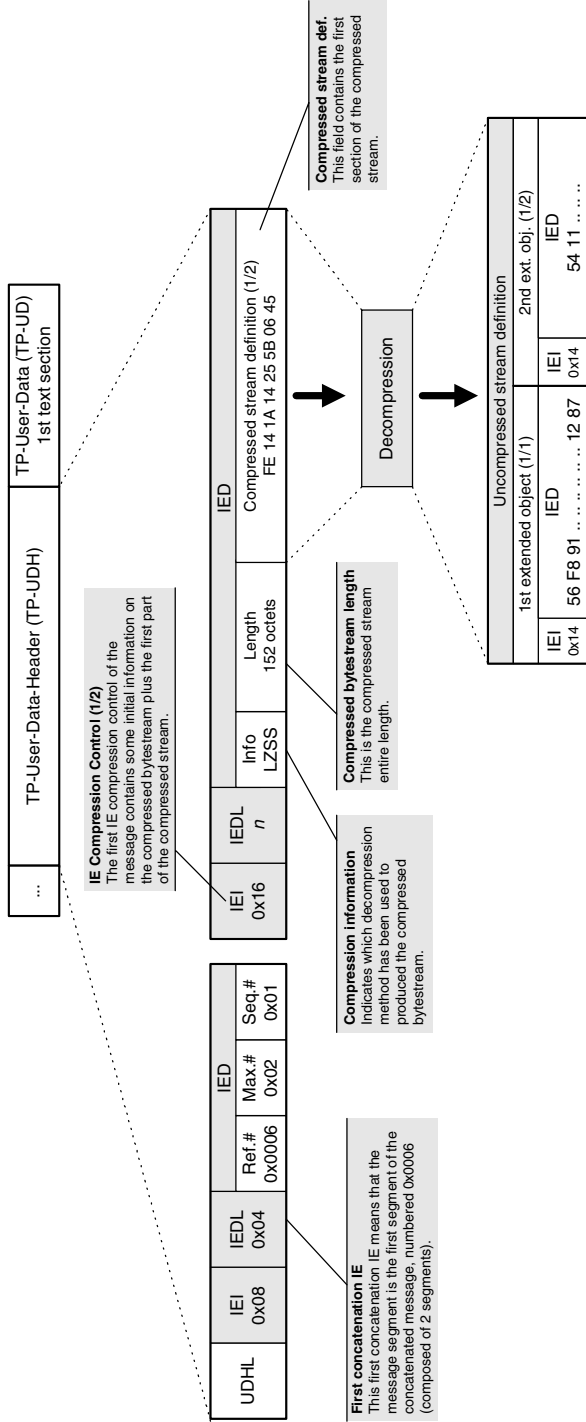 ...
TP-User-Data-Header (TP-UDH)
TP-User-Data (TP-UD)
1st text section
IE Compression Control (1/2)
The first IE compression control of the
message contains some initial information on
the compressed bytestream plus the first part
of the compressed stream.
UDHL
IEI
0x08
IEDL
0x04
IED
Ref.#
0x0006
Max.#
0x02
Seq.#
0x01
IEI
0x16
IEDL
n
IED
Info
LZSS
Length
152 octets
Compressed stream definition (1/2)
FE 14 1A 14 25 5B 06 45
First concatenation IE
This first concatenation IE means that the
message segment is the first segment of the
concatenated message, numbered 0x0006
(composed of 2 segments).
Compression information
Indicates which decompression
method has been used to
produced the compressed
bytestream.
Compressed bytestream length
This is the compressed stream
entire length.
Compressed stream def.
This field contains the first
section of the compressed
stream.
Decompression
Uncompressed stream definition
1st extended object (1/1)
2nd ext. obj. (1/2)
IEI
0x14
IED
56 F8 91 .. .. .. .. .. .. 12 87
IEI
0x14
IED
54 11 .. .. ..